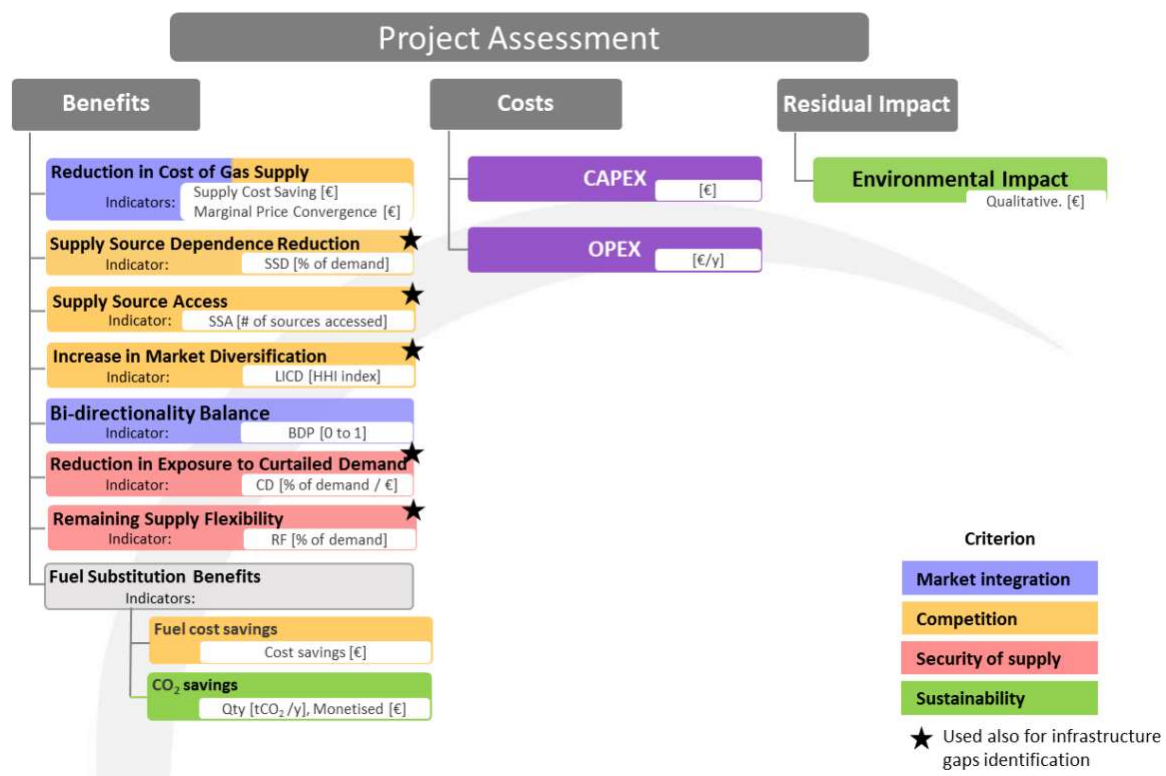 Project Assessment
Benefits
Reduction in Cost of Gas Supply
Indicators:
Supply Cost Saving [€]
Marginal Price Convergence [€]
Supply Source Dependence Reduction
Indicator:
SSD [% of demand]
Supply Source Access
Indicator:
SSA [# of sources accessed]
Increase in Market Diversification
Indicator:
LICD [HHI index]
Bi-directionality Balance
Indicator:
BDP [0 to 1]
Reduction in Exposure to Curtailed Demand
Indicator:
CD [% of demand / €]
Remaining Supply Flexibility
Indicator:
RF [% of demand]
Fuel Substitution Benefits
Indicators:
Fuel cost savings
Cost savings [€]
CO₂ savings
Qty [tCO₂/y], Monetised [€]
Costs
CAPEX
[€]
OPEX
[€/y]
Residual Impact
Environmental Impact
Qualitative. [€]
Criterion
Market integration
Competition
Security of supply
Sustainability
★ Used also for infrastructure
gaps identification